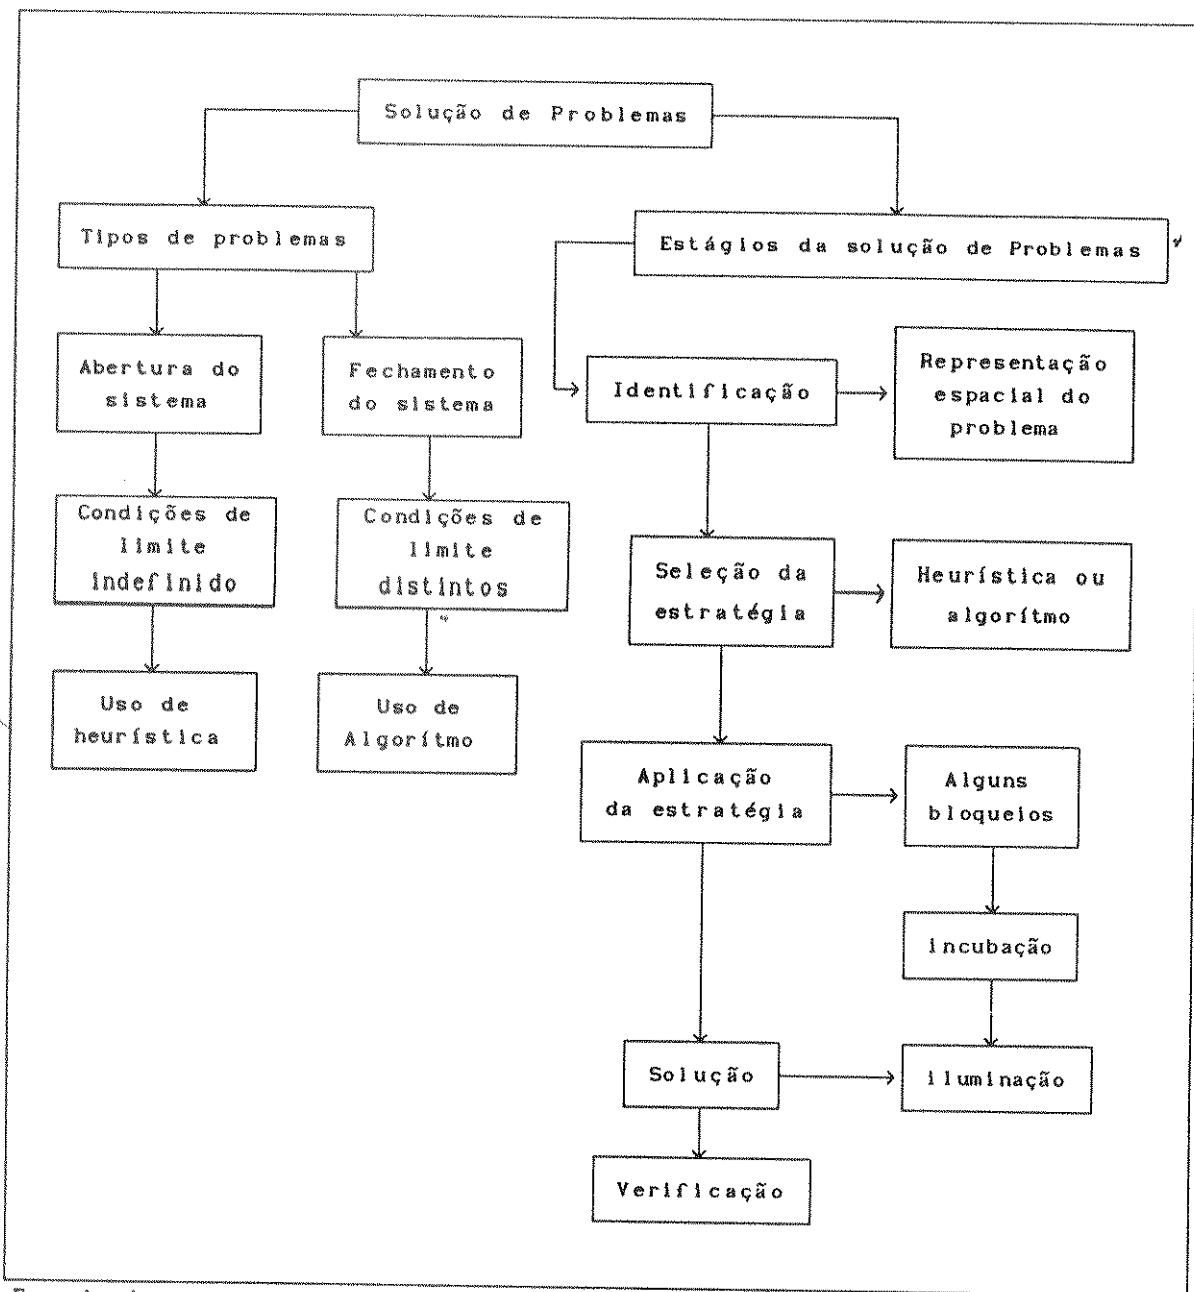 Solução de Problemas
Tipos de problemas
Estágios da solução de Problemas
Abertura do
sistema
Fechamento
do sistema
Identificação
Representação
espacial do
problema
Condições de
limite
indefinido
Condições de
limite
distintos
Seleção da
estratégia
Heurística ou
algorítmo
Uso de
heurística
Uso de
Algorítmo
Aplicação
da estratégia
Alguns
bloqueios
incubação
Solução
iluminação
Verificação